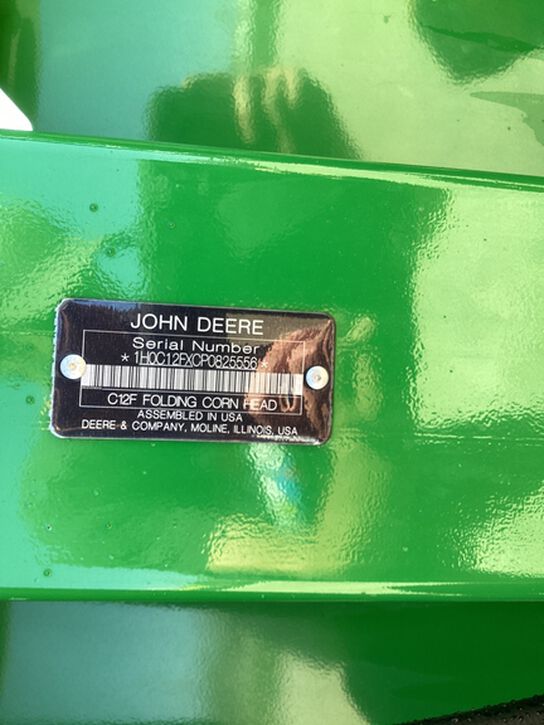 JOHN DEERE
Serial Number
*1H0C12FXCP0825556*
C12F FOLDING CORN HEAD
ASSEMBLED IN USA
DEERE & COMPANY, MOLINE, ILLINOIS, USA